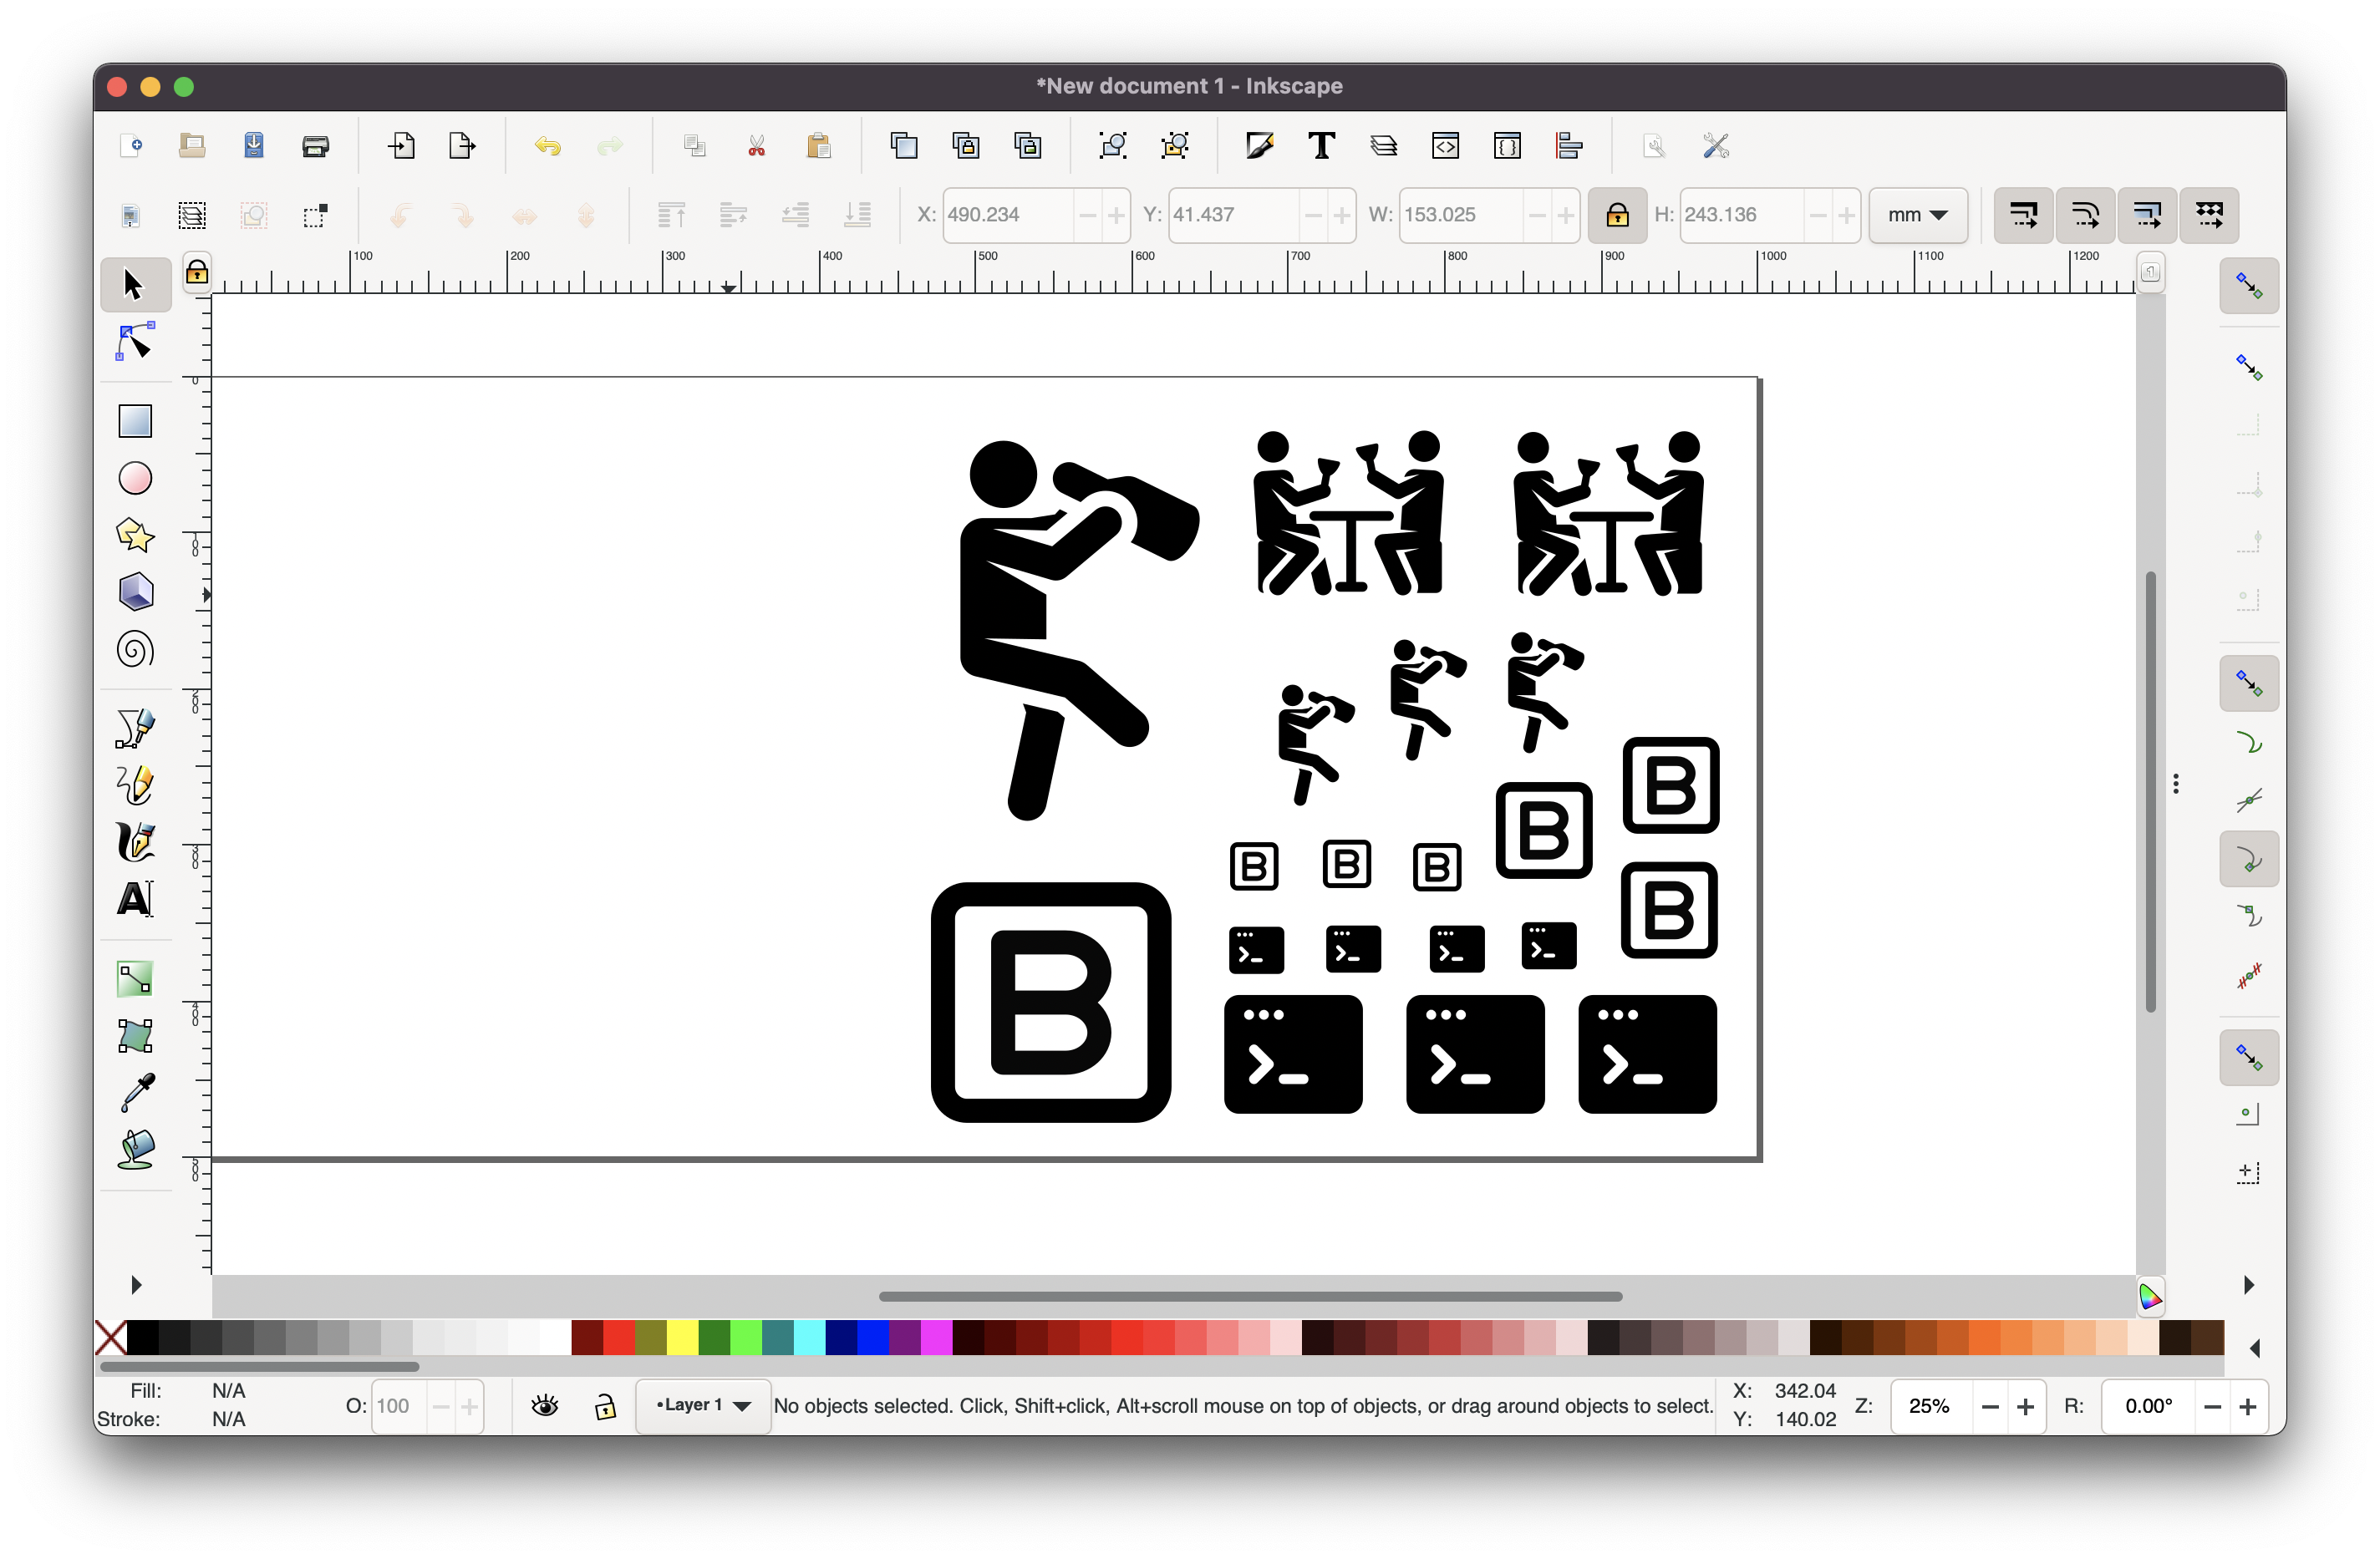 *New document 1 - Inkscape
X: 490.234 Y: 41.437 W: 153.025 H: 243.136 mm
100 200 300 400 500 600 700 800 900 1000 1100 1200
1
0
100
200
300
400
500
B
B
B
B
B
B
B
>_ >_ >_ >_
>_ >_ >_
Fill: N/A
Stroke: N/A
O: 100
•Layer 1
No objects selected. Click, Shift+click, Alt+scroll mouse on top of objects, or drag around objects to select.
X: 342.04
Y: 140.02
Z: 25%
R: 0.00°